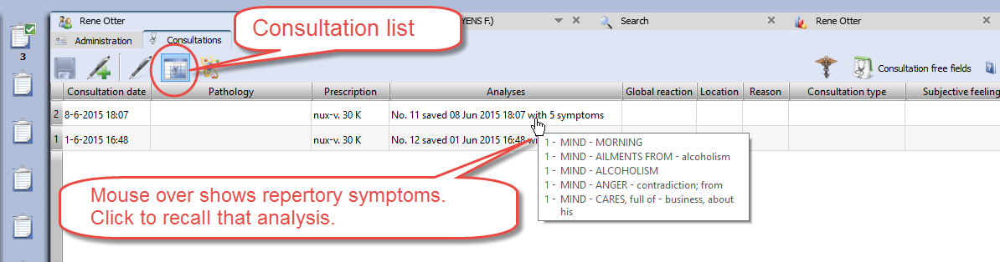 Rene Otter
YENS F.)
Search
Rene Otter
Administration
Consultations
Consultation list
3
Consultation free fields
Consultation date
Pathology
Prescription
Analyses
Global reaction
Location
Reason
Consultation type
Subjective feeling
2
8-6-2015 18:07
nux-v. 30 K
No. 11 saved 08 Jun 2015 18:07 with 5 symptoms
1
1-6-2015 16:48
nux-v. 30 K
No. 12 saved 01 Jun 2015 16:48
1 - MIND - MORNING
1 - MIND - AILMENTS FROM - alcoholism
1 - MIND - ALCOHOLISM
1 - MIND - ANGER - contradiction; from
1 - MIND - CARES, full of - business, about
his
Mouse over shows repertory symptoms.
Click to recall that analysis.